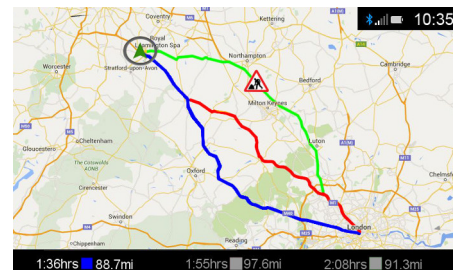 10:35
Coventry
Kettering
Royal
Leamington Spa
Northampton
Worcester
Stratford-upon-Avon
Cambridge
Bedford
Milton Keynes
Cheltenham
Luton
Gloucester
The Cotswolds
AONB
Oxford
Chelmsf
Cirencester
Swindon
London
Reading
Chippenham
1:36hrs 88.7mi 1:55hrs 97.6mi 2:08hrs 91.3mi